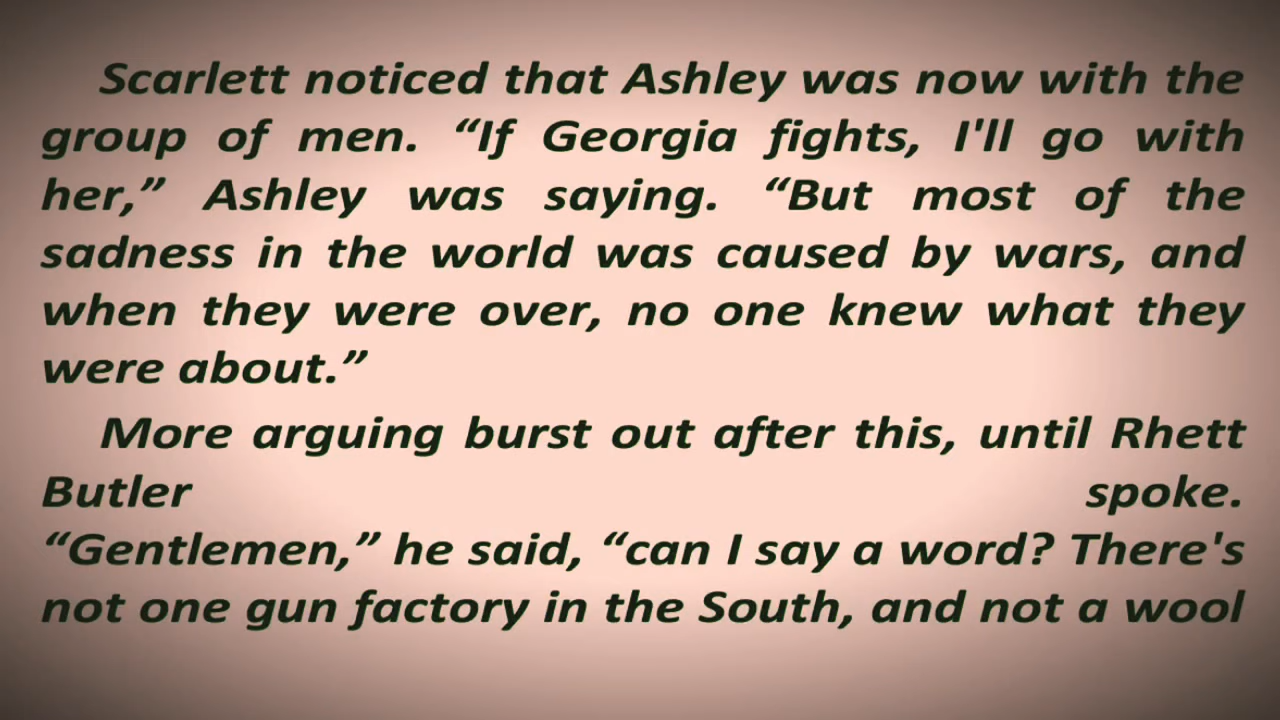 Scarlett noticed that Ashley was now with the
group of men. “If Georgia fights, I'll go with
her,” Ashley was saying. “But most of the
sadness in the world was caused by wars, and
when they were over, no one knew what they
were about.”
More arguing burst out after this, until Rhett
Butler spoke.
“Gentlemen,” he said, “can I say a word? There's
not one gun factory in the South, and not a wool